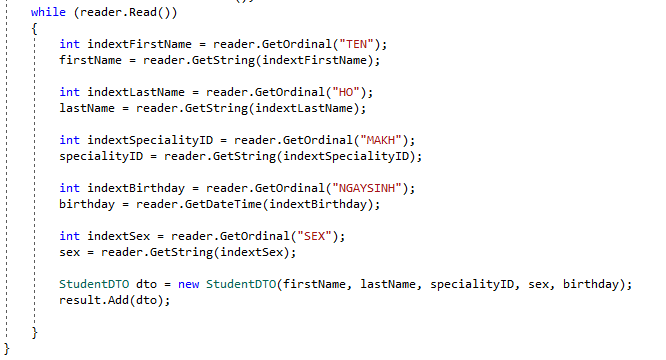 while (reader.Read())
{
int indextFirstName = reader.GetOrdinal("TEN");
firstName = reader.GetString(indextFirstName);
int indextLastName = reader.GetOrdinal("HO");
lastName = reader.GetString(indextLastName);
int indextSpecialityID = reader.GetOrdinal("MAKH");
specialityID = reader.GetString(indextSpecialityID);
int indextBirthday = reader.GetOrdinal("NGAYSINH");
birthday = reader.GetDateTime(indextBirthday);
int indextSex = reader.GetOrdinal("SEX");
sex = reader.GetString(indextSex);
StudentDTO dto = new StudentDTO(firstName, lastName, specialityID, sex, birthday);
result.Add(dto);
}
}